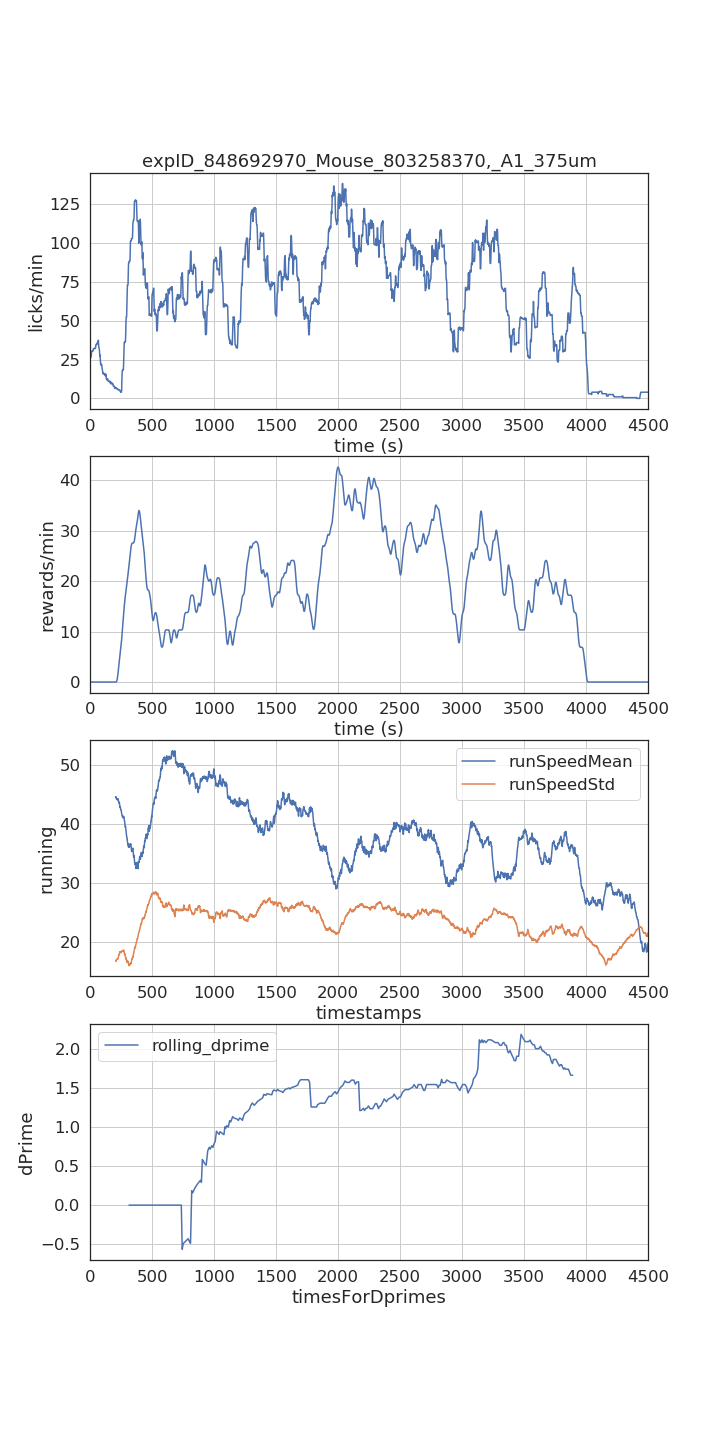 expID_848692970_Mouse_803258370,_A1_375um
125
100
75
50
25
0
licks/min
0 500 1000 1500 2000 2500 3000 3500 4000 4500
time (s)
40
30
20
10
0
rewards/min
0 500 1000 1500 2000 2500 3000 3500 4000 4500
time (s)
runSpeedMean
runSpeedStd
50
40
30
20
running
0 500 1000 1500 2000 2500 3000 3500 4000 4500
timestamps
rolling_dprime
2.0
1.5
1.0
0.5
0.0
−0.5
dPrime
0 500 1000 1500 2000 2500 3000 3500 4000 4500
timesForDprimes